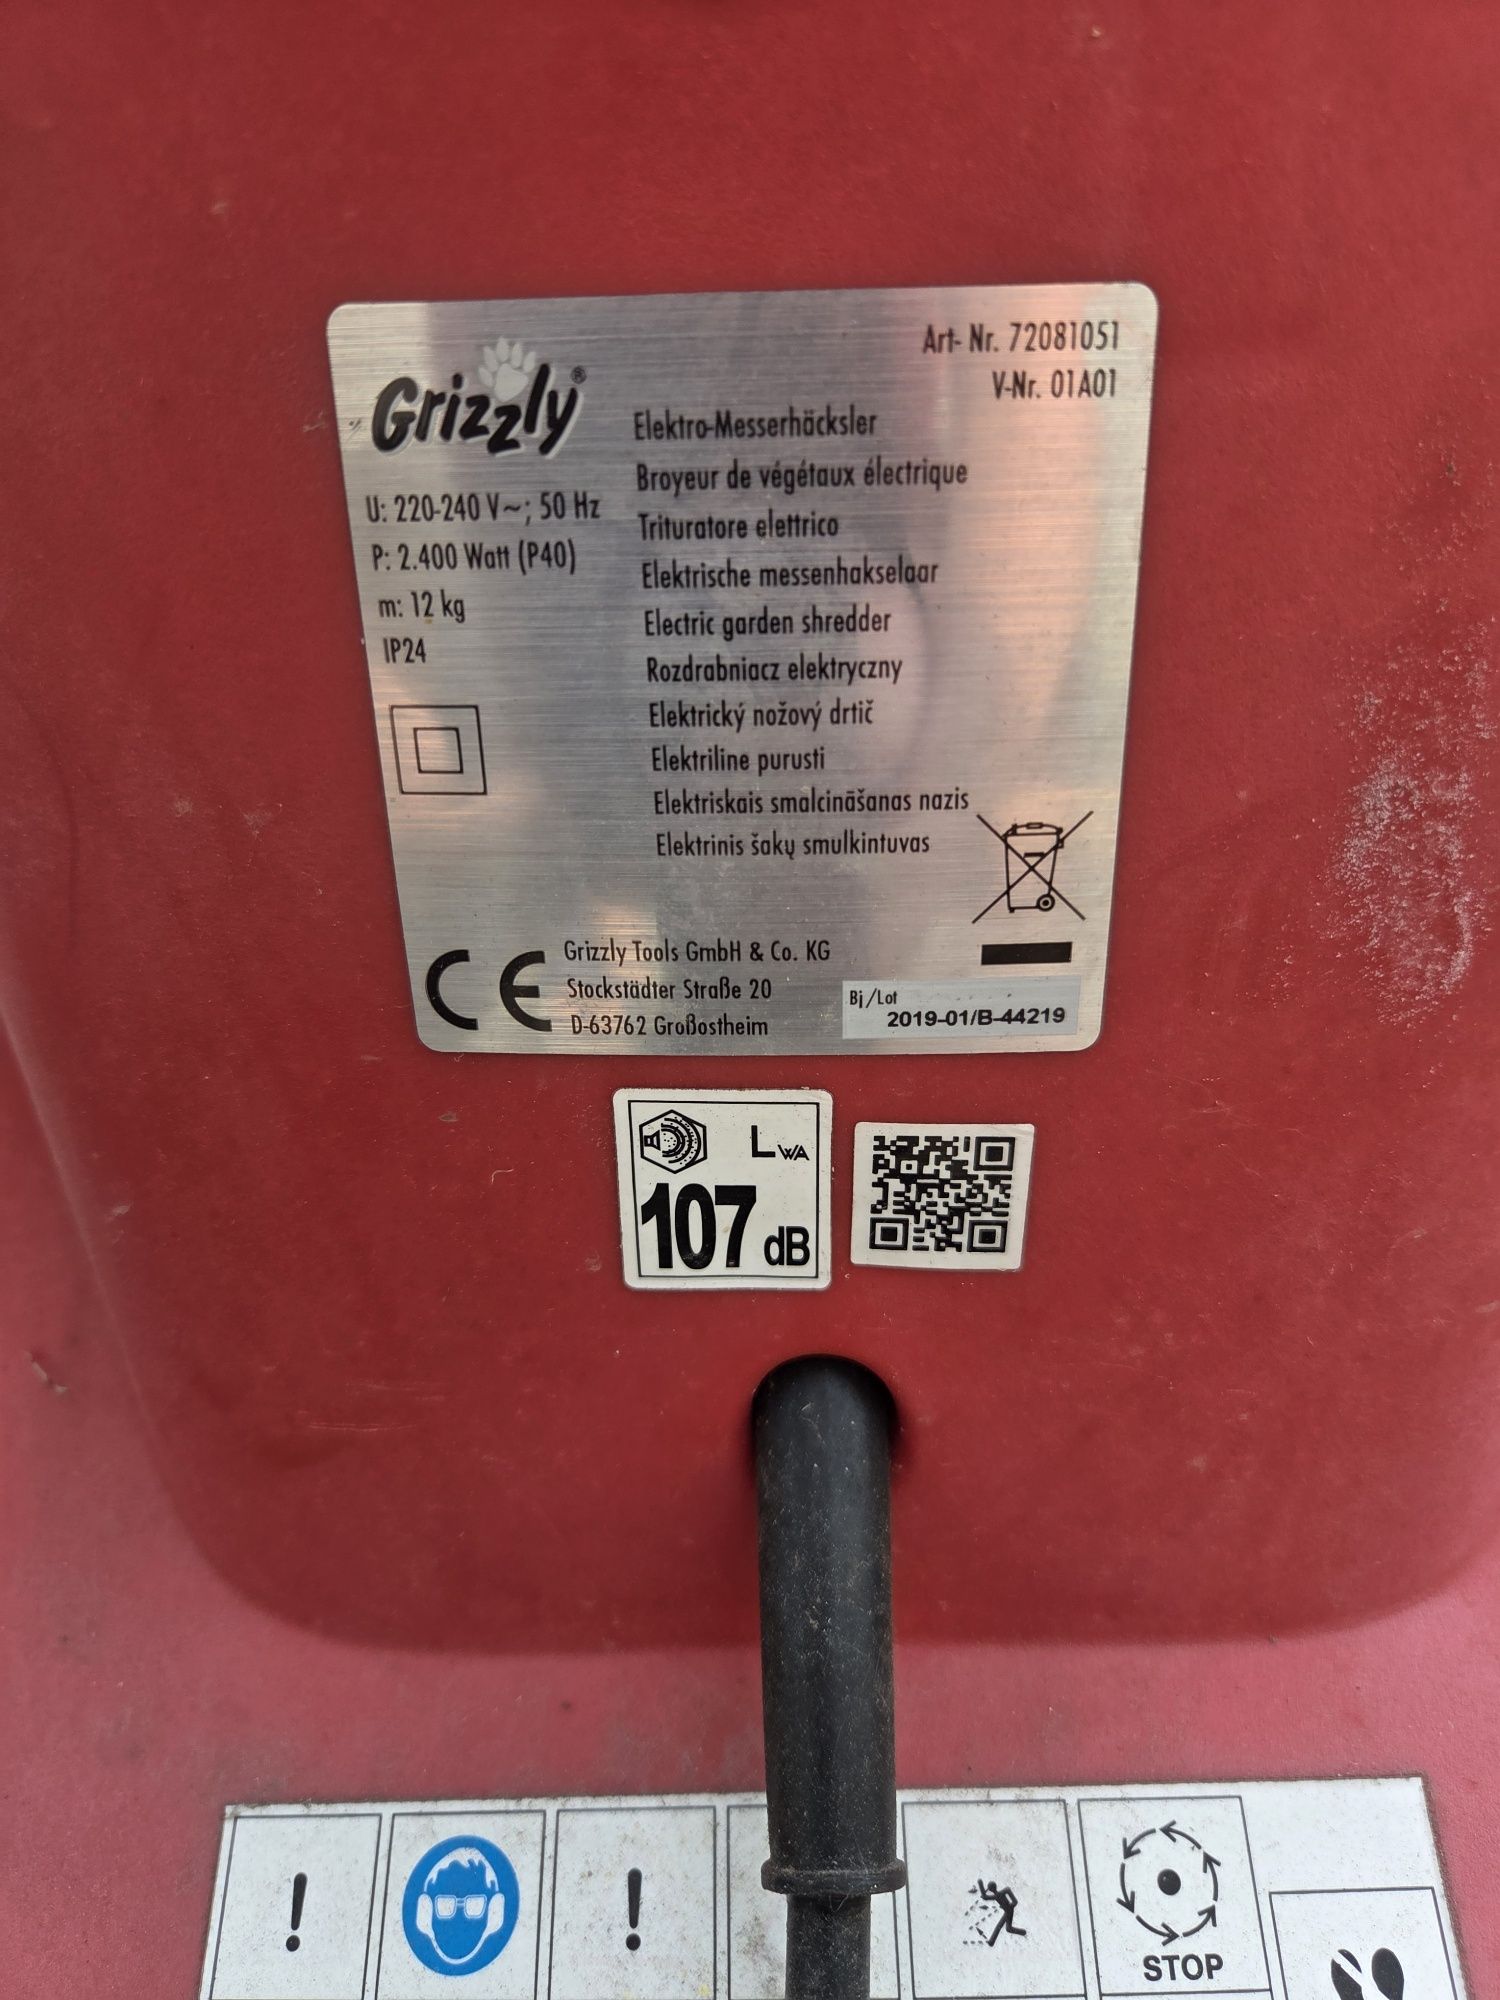 Art- Nr. 72081051
V-Nr. 01A01
Grizzly®
U: 220-240 V~; 50 Hz
P: 2.400 Watt (P40)
m: 12 kg
IP24
Elektro-Messerhäcksler
Broyeur de végétaux électrique
Trituratore elettrico
Elektrische messenhakselaar
Electric garden shredder
Rozdrabniacz elektryczny
Elektrický nožový drtič
Elektriline purusti
Elektriskais smalcināšanas nazis
Elektrinis šakų smulkintuvas
CE
Grizzly Tools GmbH & Co. KG
Stockstädter Straße 20
D-63762 Großostheim
Bj/Lot
2019-01/B-44219
LWA
107 dB
! !
STOP